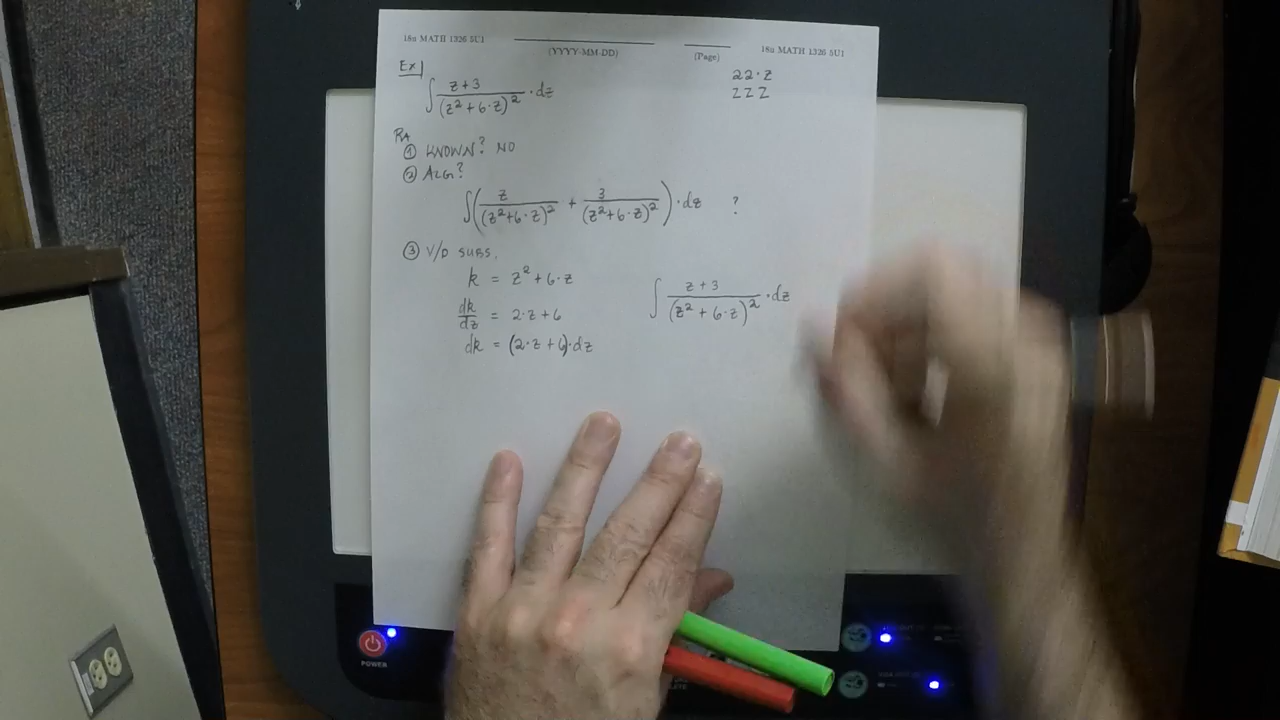 18u MATH 1326 5U1 (YYYY-MM-DD) (Page) 18u MATH 1326 5U1
Ex1
22·z
zzz
∫ (z+3)/(z²+6·z)² ·dz
RA
① KNOWN? NO
② ALG?
∫( z/(z²+6·z)² + 3/(z²+6·z)² )·dz ?
③ V/D SUBS.
k = z²+6·z
∫ (z+3)/(z²+6·z)² ·dz
dk/dz = 2·z+6
dk = (2·z+6)·dz
POWER